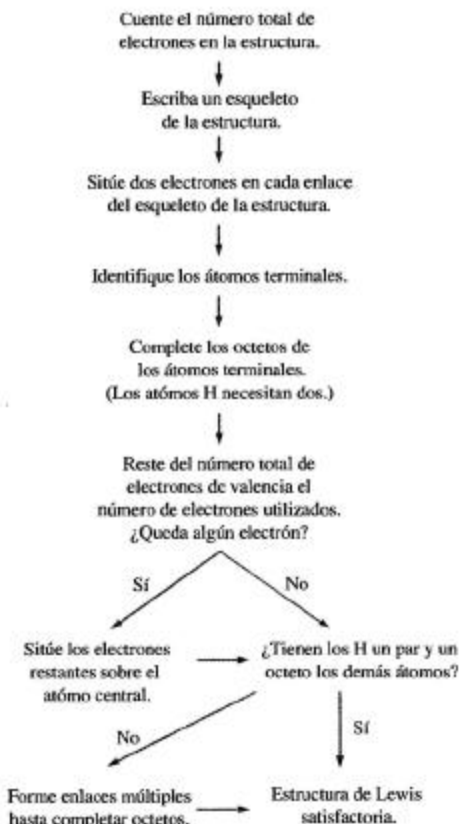 Cuente el número total de
electrones en la estructura.
Escriba un esqueleto
de la estructura.
Sitúe dos electrones en cada enlace
del esqueleto de la estructura.
Identifique los átomos terminales.
Complete los octetos de
los átomos terminales.
(Los atómos H necesitan dos.)
Reste del número total de
electrones de valencia el
número de electrones utilizados.
¿Queda algún electrón?
Sí
No
Sitúe los electrones
restantes sobre el
atómo central.
¿Tienen los H un par y un
octeto los demás átomos?
No
Sí
Forme enlaces múltiples
hasta completar octetos.
Estructura de Lewis
satisfactoria.